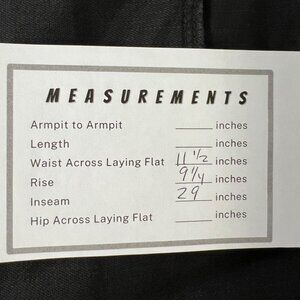 MEASUREMENTS
Armpit to Armpit ______ inches
Length ______ inches
Waist Across Laying Flat 11 1/2 inches
Rise 9 1/4 inches
Inseam 29 inches
Hip Across Laying Flat ______ inches